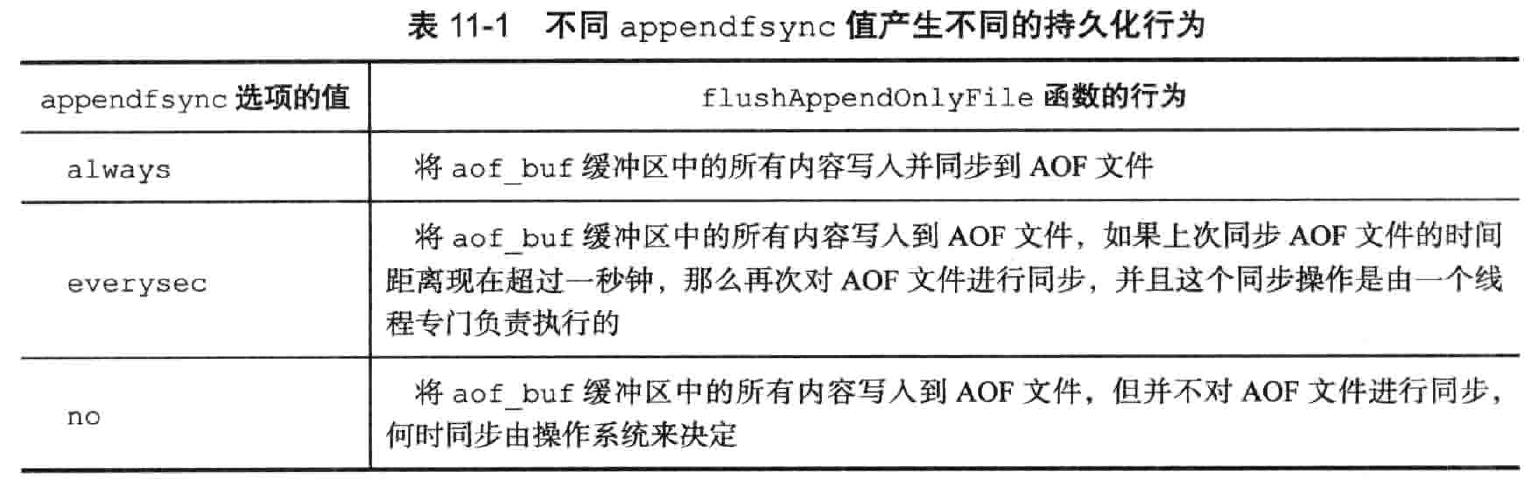 表 11-1 不同 appendfsync 值产生不同的持久化行为
appendfsync 选项的值 flushAppendOnlyFile 函数的行为
always 将 aof_buf 缓冲区中的所有内容写入并同步到 AOF 文件
将 aof_buf 缓冲区中的所有内容写入到 AOF 文件，如果上次同步 AOF 文件的时间
everysec 距离现在超过一秒钟，那么再次对 AOF 文件进行同步，并且这个同步操作是由一个线
程专门负责执行的
no 将 aof_buf 缓冲区中的所有内容写入到 AOF 文件，但并不对 AOF 文件进行同步，
何时同步由操作系统来决定